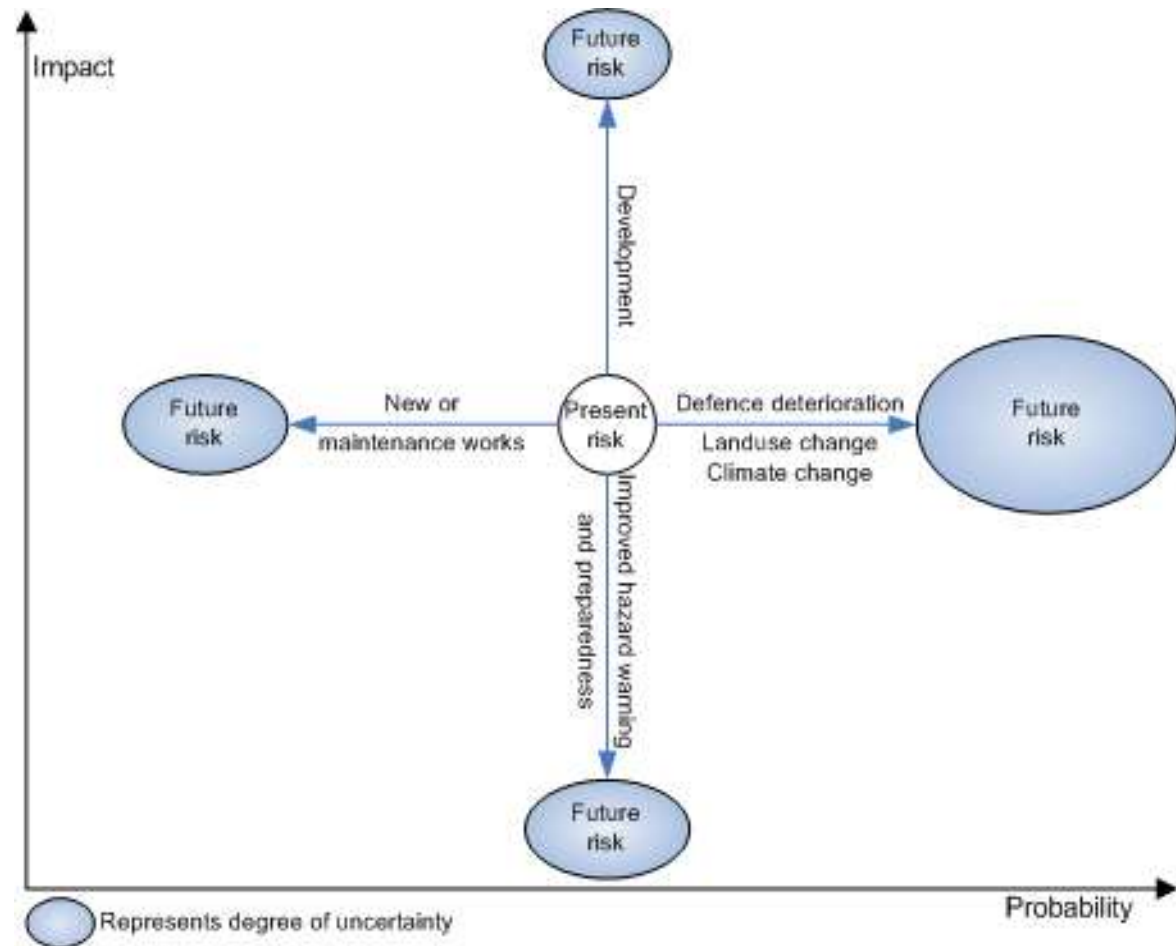 Impact
Future
risk
Development
Future
risk
New or
maintenance works
Present
risk
Defence deterioration
Landuse change
Climate change
Future
risk
Improved hazard warning
and preparedness
Future
risk
Probability
Represents degree of uncertainty